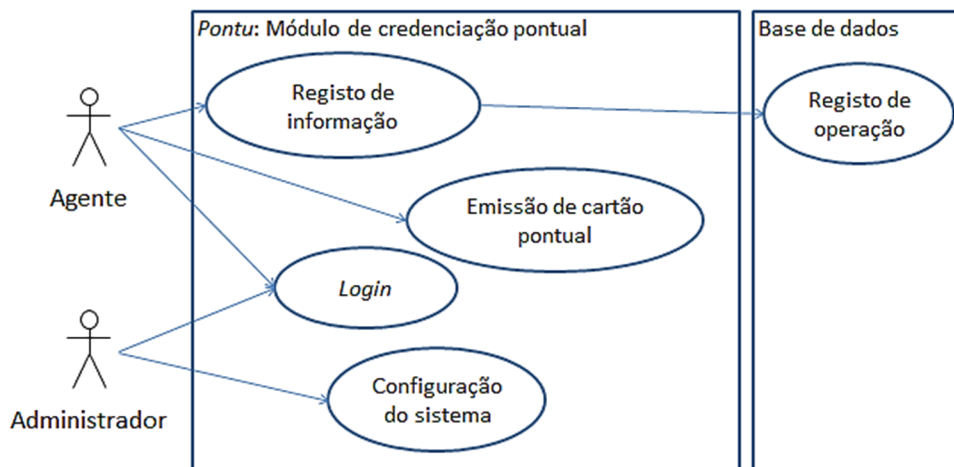 Pontu: Módulo de credenciação pontual
Base de dados
Registo de
informação
Registo de
operação
Agente
Emissão de cartão
pontual
Login
Administrador
Configuração
do sistema